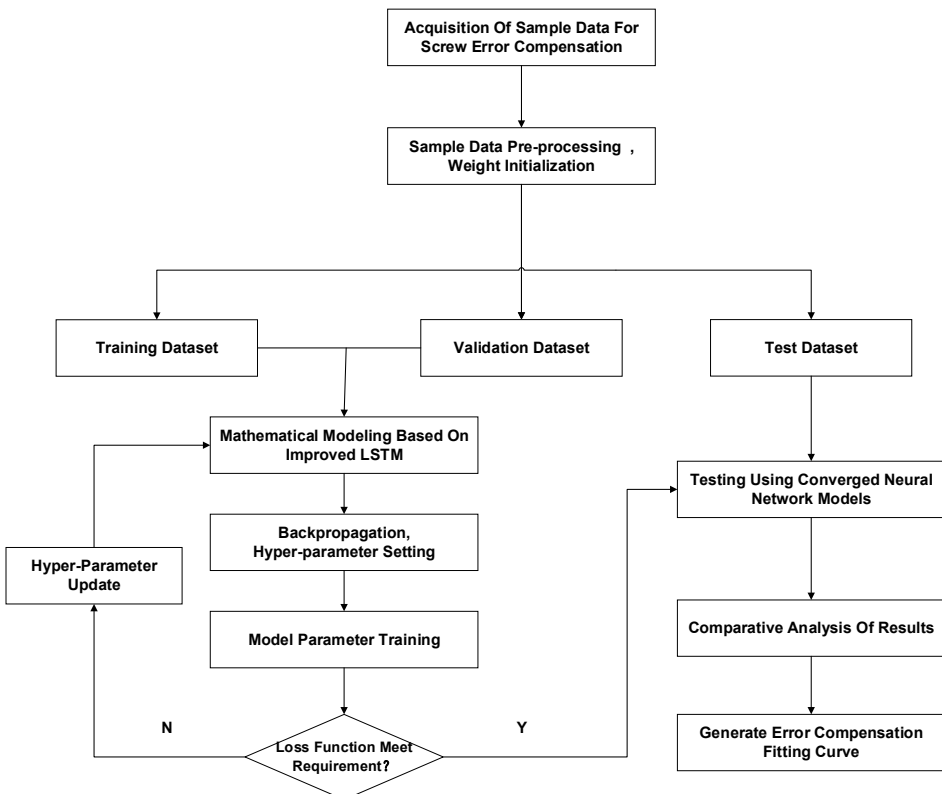 Acquisition Of Sample Data For
Screw Error Compensation
Sample Data Pre-processing ,
Weight Initialization
Training Dataset
Validation Dataset
Test Dataset
Mathematical Modeling Based On
Improved LSTM
Testing Using Converged Neural
Network Models
Backpropagation,
Hyper-parameter Setting
Hyper-Parameter
Update
Model Parameter Training
Comparative Analysis Of Results
N
Y
Loss Function Meet
Requirement?
Generate Error Compensation
Fitting Curve